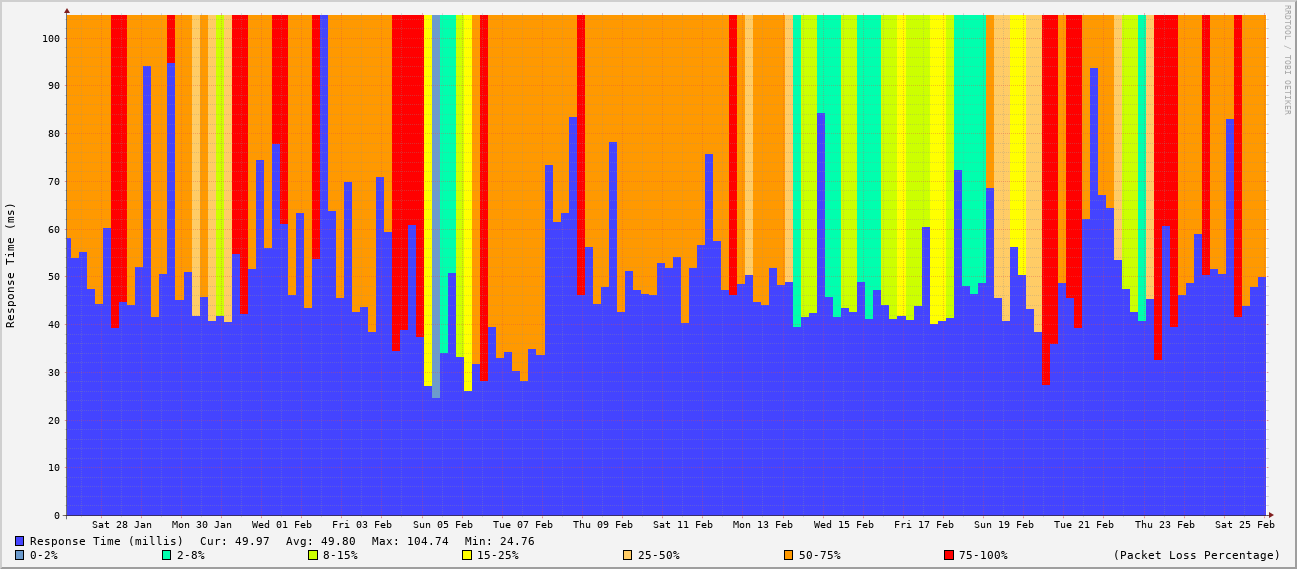 RRDTOOL / TOBI OETIKER
Response Time (ms)
100
90
80
70
60
50
40
30
20
10
0
Sat 28 Jan Mon 30 Jan Wed 01 Feb Fri 03 Feb Sun 05 Feb Tue 07 Feb Thu 09 Feb Sat 11 Feb Mon 13 Feb Wed 15 Feb Fri 17 Feb Sun 19 Feb Tue 21 Feb Thu 23 Feb Sat 25 Feb
Response Time (millis) Cur: 49.97 Avg: 49.80 Max: 104.74 Min: 24.76
0-2% 2-8% 8-15% 15-25% 25-50% 50-75% 75-100% (Packet Loss Percentage)